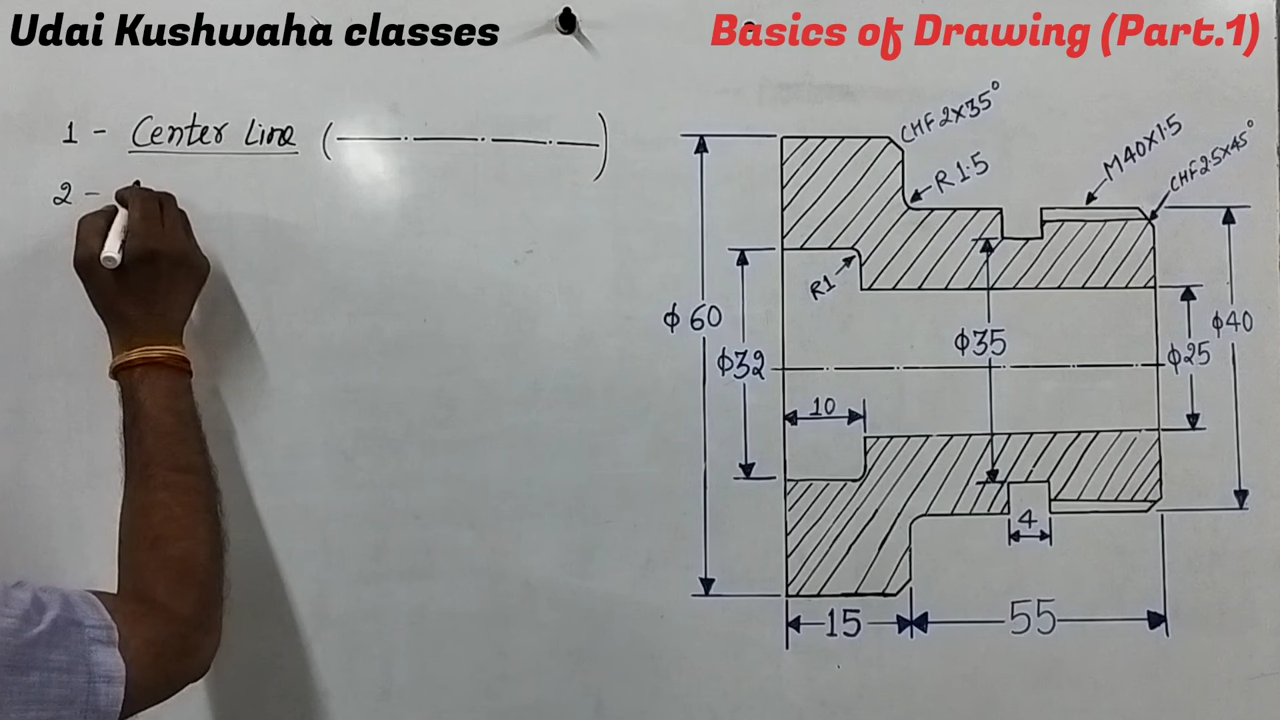 Udai Kushwaha classes
Basics of Drawing (Part.1)
1 - Center Line
2 -
CHF 2x35°
R 1.5
M40x1.5
CHF 2.5x45°
R1
ϕ 60
ϕ32
ϕ35
ϕ25
ϕ40
10
4
15
55